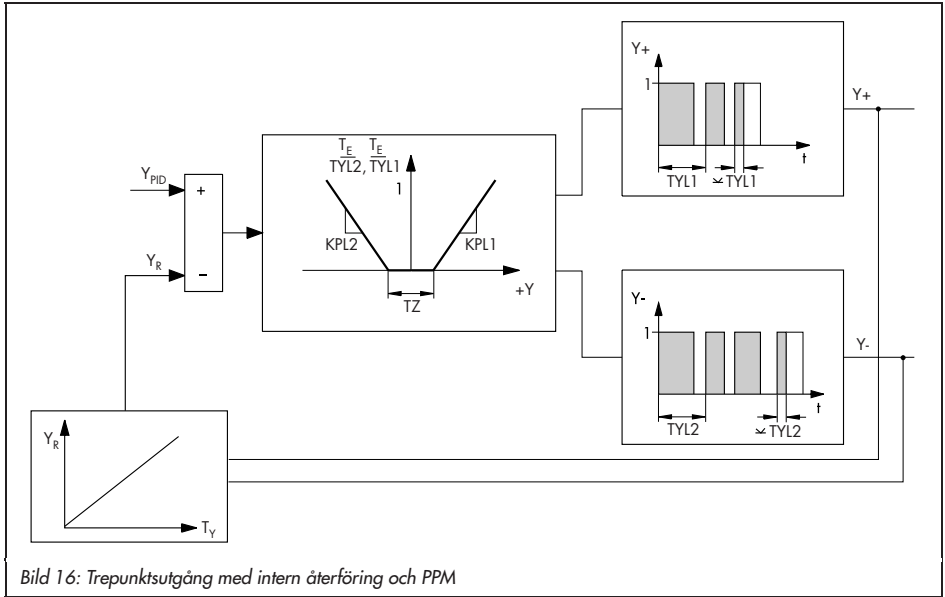 Y+
1
t
TYL1
κ TYL1
Y+
T_E
TYL2,
T_E
TYL1
1
KPL2
KPL1
TZ
+Y
Y_PID
+
Y_R
−
Y-
1
t
TYL2
κ TYL2
Y-
Y_R
T_Y
Bild 16: Trepunktsutgång med intern återföring och PPM